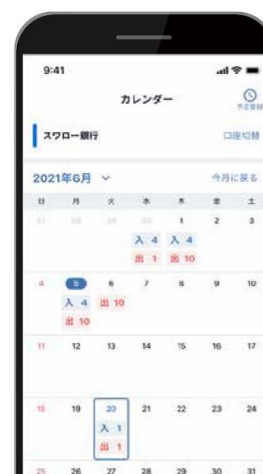 9:41
カレンダー
予定登録
スワロー銀行
口座切替
2021年6月
今月に戻る
日 月 火 水 木 金 土
27 28 29 30 1 2 3
入 4 入 4
出 1 出 10
4 5 6 7 8 9 10
入 4 出 10
出 10
11 12 13 14 15 16 17
18 19 20 21 22 23 24
入 1
出 1
25 26 27 28 29 30 31